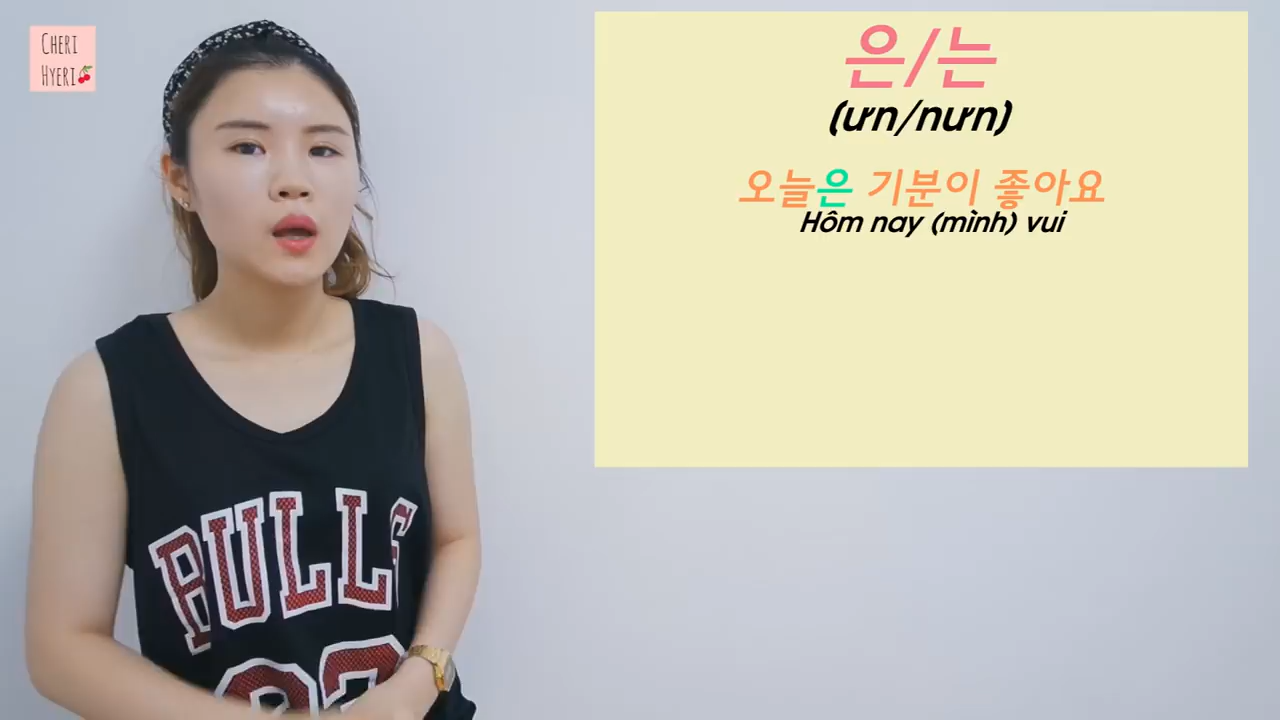 CHERI
HYERI
은/는
(ưn/nưn)
오늘은 기분이 좋아요
Hôm nay (mình) vui
BULLS